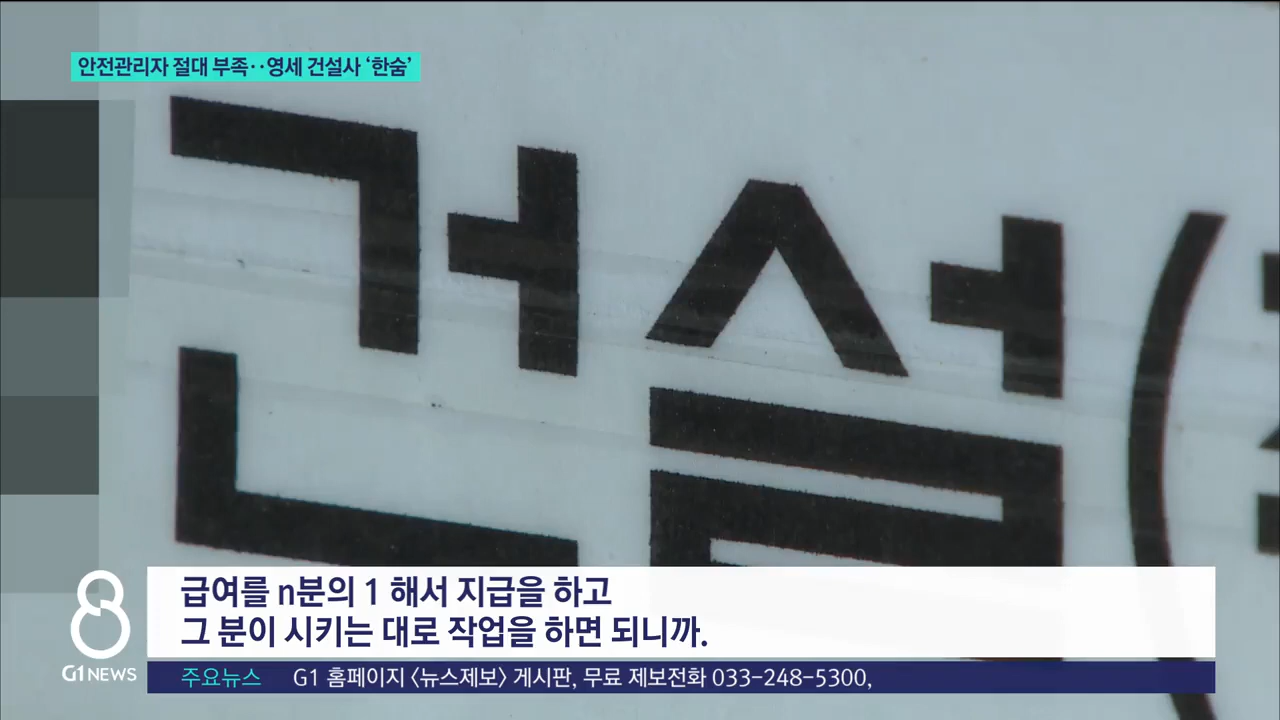 안전관리자 절대 부족‥영세 건설사 ‘한숨’
건설(
급여를 n분의 1 해서 지급을 하고
그 분이 시키는 대로 작업을 하면 되니까.
8
G1 NEWS
주요뉴스 G1 홈페이지 〈뉴스제보〉 게시판, 무료 제보전화 033-248-5300,